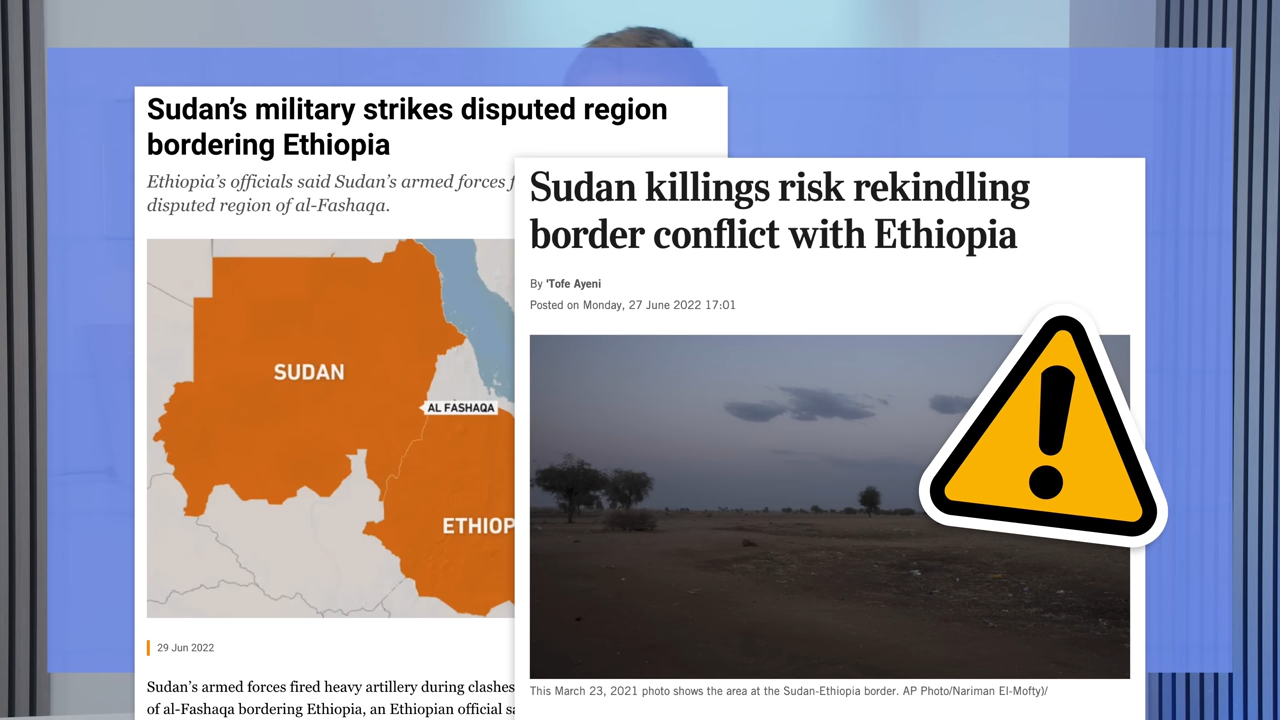 Sudan’s military strikes disputed region
bordering Ethiopia
Ethiopia’s officials said Sudan’s armed forces
disputed region of al-Fashaqa.
SUDAN
AL FASHAQA
ETHIOP
29 Jun 2022
Sudan’s armed forces fired heavy artillery during clashes
of al-Fashaqa bordering Ethiopia, an Ethiopian official
Sudan killings risk rekindling
border conflict with Ethiopia
By 'Tofe Ayeni
Posted on Monday, 27 June 2022 17:01
This March 23, 2021 photo shows the area at the Sudan-Ethiopia border. AP Photo/Nariman El-Mofty)/